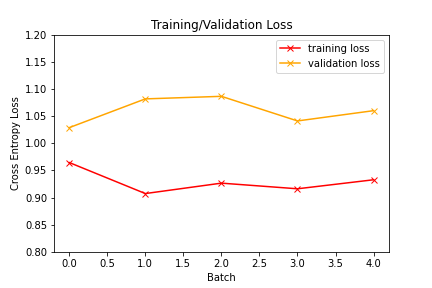 Training/Validation Loss
training loss
validation loss
Cross Entropy Loss
1.20
1.15
1.10
1.05
1.00
0.95
0.90
0.85
0.80
0.0 0.5 1.0 1.5 2.0 2.5 3.0 3.5 4.0
Batch